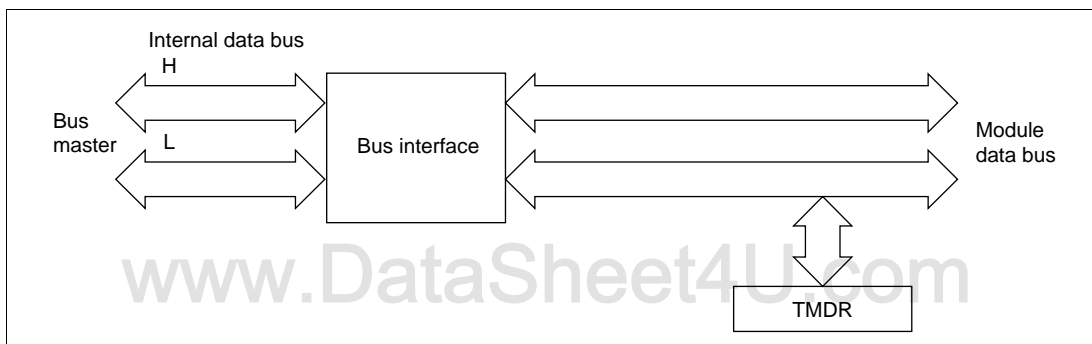 Internal data bus
H
Bus
master
L
Bus interface
Module
data bus
www.DataSheet4U.com
TMDR